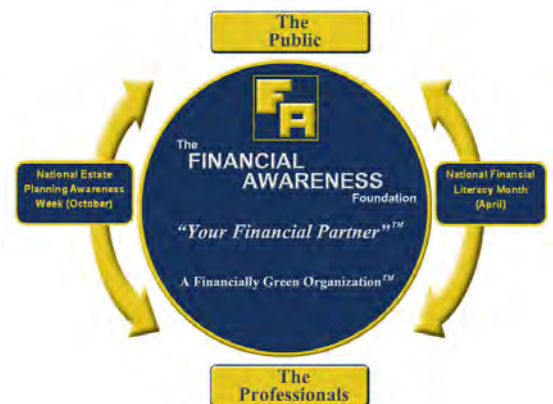 The
Public
FA
The
FINANCIAL
AWARENESS
Foundation
"Your Financial Partner"™
A Financially Green Organization™
National Estate
Planning Awareness
Week (October)
National Financial
Literacy Month
(April)
The
Professionals